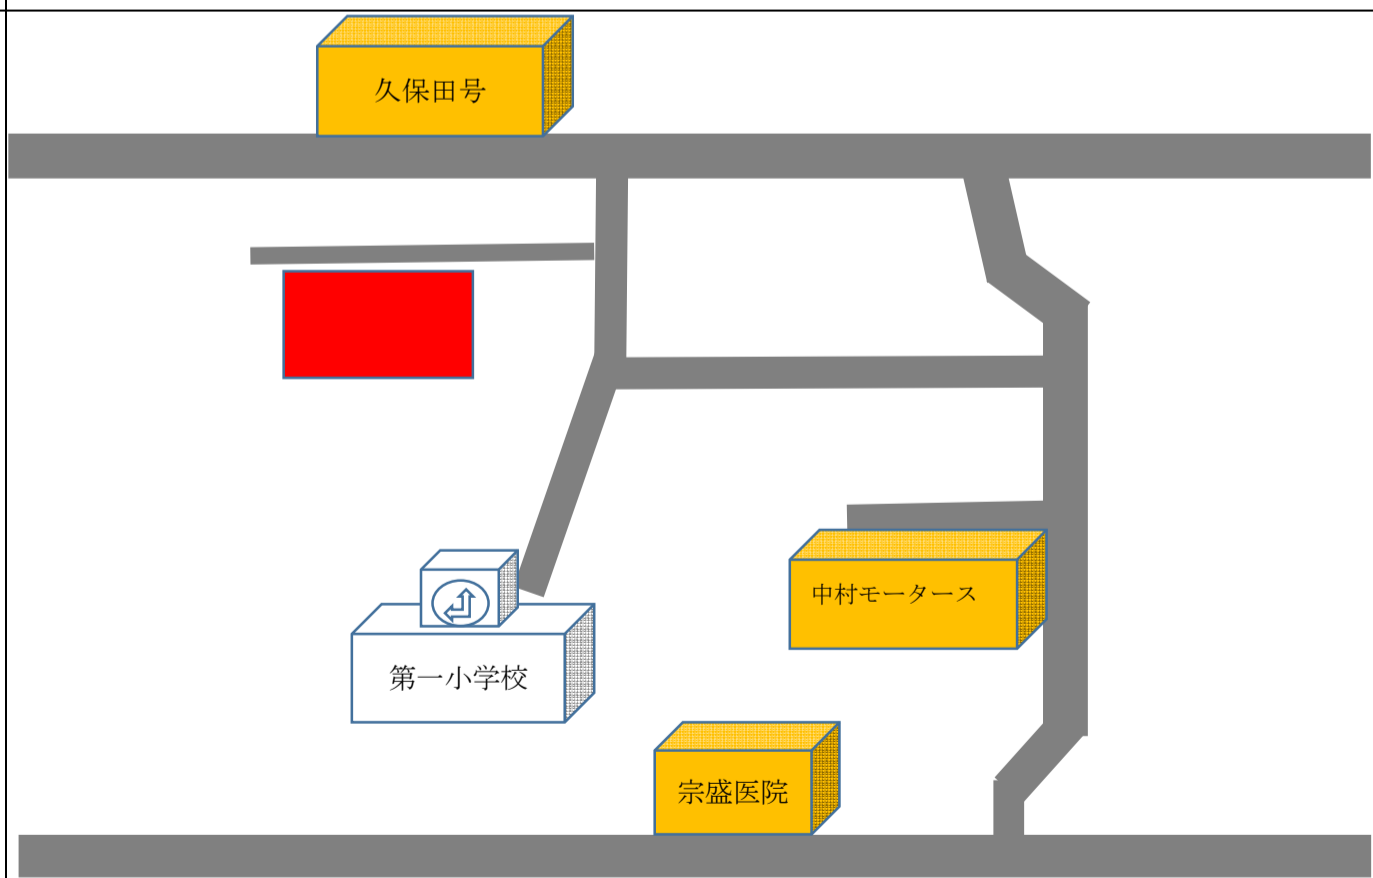 久保田号
中村モータース
第一小学校
宗盛医院